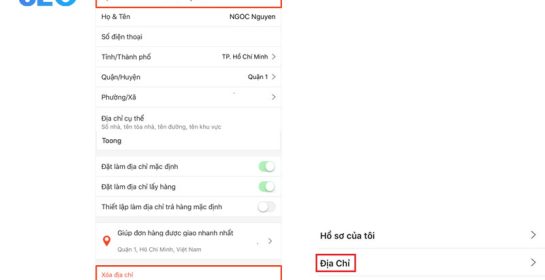 Họ & Tên NGOC Nguyen
Số điện thoại
Tỉnh/Thành phố TP. Hồ Chí Minh
Quận/Huyện Quận 1
Phường/Xã
Địa chỉ cụ thể
Số nhà, tên tòa nhà, tên đường, tên khu vực
Toong
Đặt làm địa chỉ mặc định
Đặt làm địa chỉ lấy hàng
Thiết lập làm địa chỉ trả hàng mặc định
Giúp đơn hàng được giao nhanh nhất
Quận 1, Hồ Chí Minh, Việt Nam
Xóa địa chỉ
Hồ sơ của tôi
Địa Chỉ